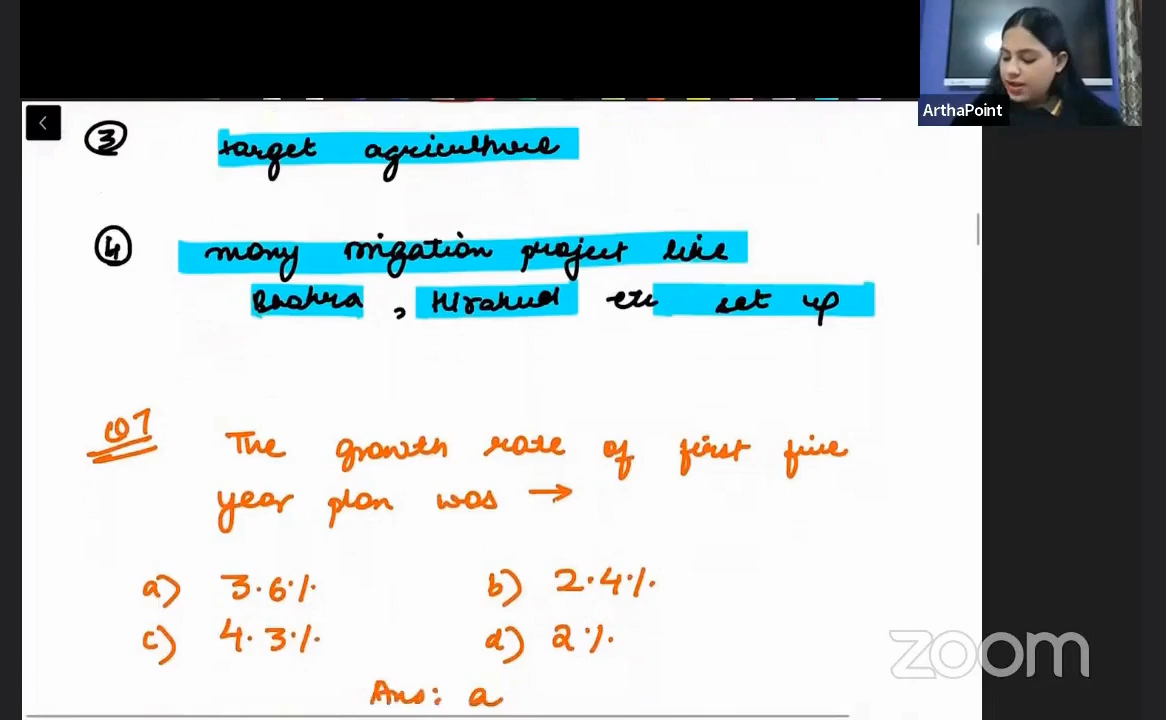 ArthaPoint
③ target agriculture
④ many irrigation project like
Baakra, Hirakud etc set up
Q7 The growth rate of first five
year plan was →
a) 3.6% b) 2.4%
c) 4.3% d) 2%
Ans: a
zoom